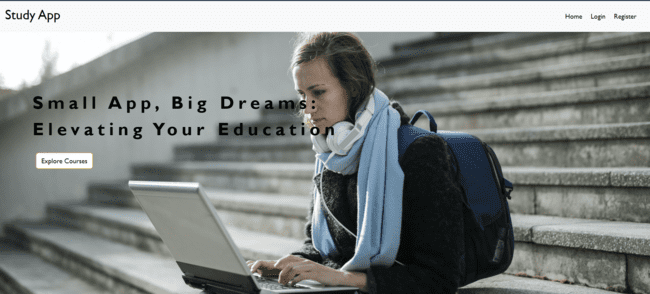 Study App
Home Login Register
Small App, Big Dreams:
Elevating Your Education
Explore Courses